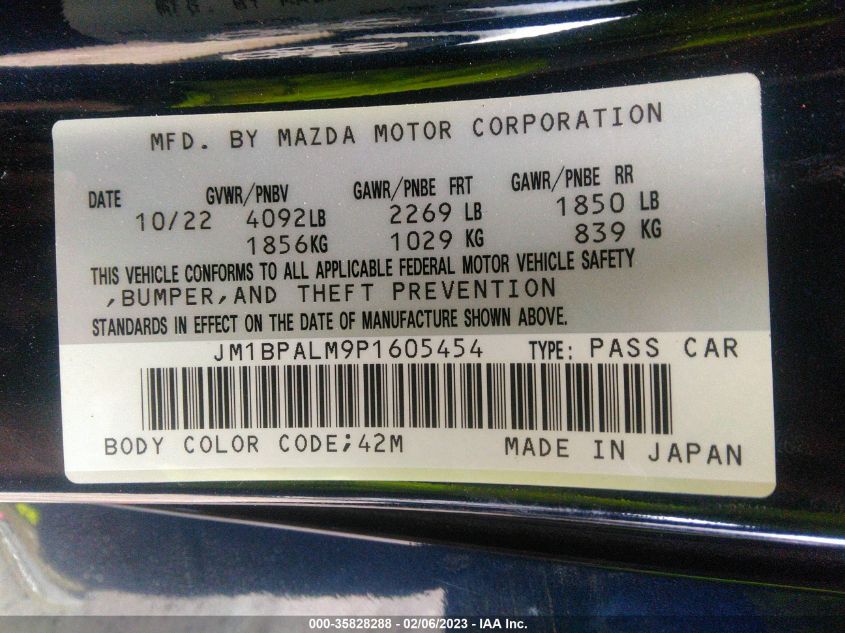 MFD. BY MAZDA MOTOR CORPORATION
DATE GVWR/PNBV GAWR/PNBE FRT GAWR/PNBE RR
10/22 4092LB 2269 LB 1850 LB
1856KG 1029 KG 839 KG
THIS VEHICLE CONFORMS TO ALL APPLICABLE FEDERAL MOTOR VEHICLE SAFETY
,BUMPER,AND THEFT PREVENTION
STANDARDS IN EFFECT ON THE DATE OF MANUFACTURE SHOWN ABOVE.
JM1BPALM9P1605454 TYPE: PASS CAR
BODY COLOR CODE;42M MADE IN JAPAN
000-35828288 - 02/06/2023 - IAA Inc.